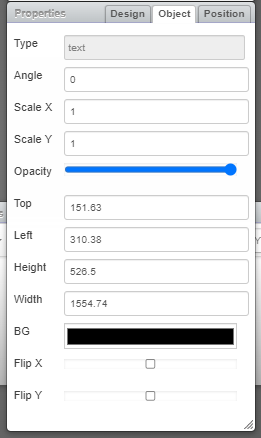 Properties Design Object Position
Type text
Angle 0
Scale X 1
Scale Y 1
Opacity
Top 151.63
Left 310.38
Height 526.5
Width 1554.74
BG
Flip X
Flip Y